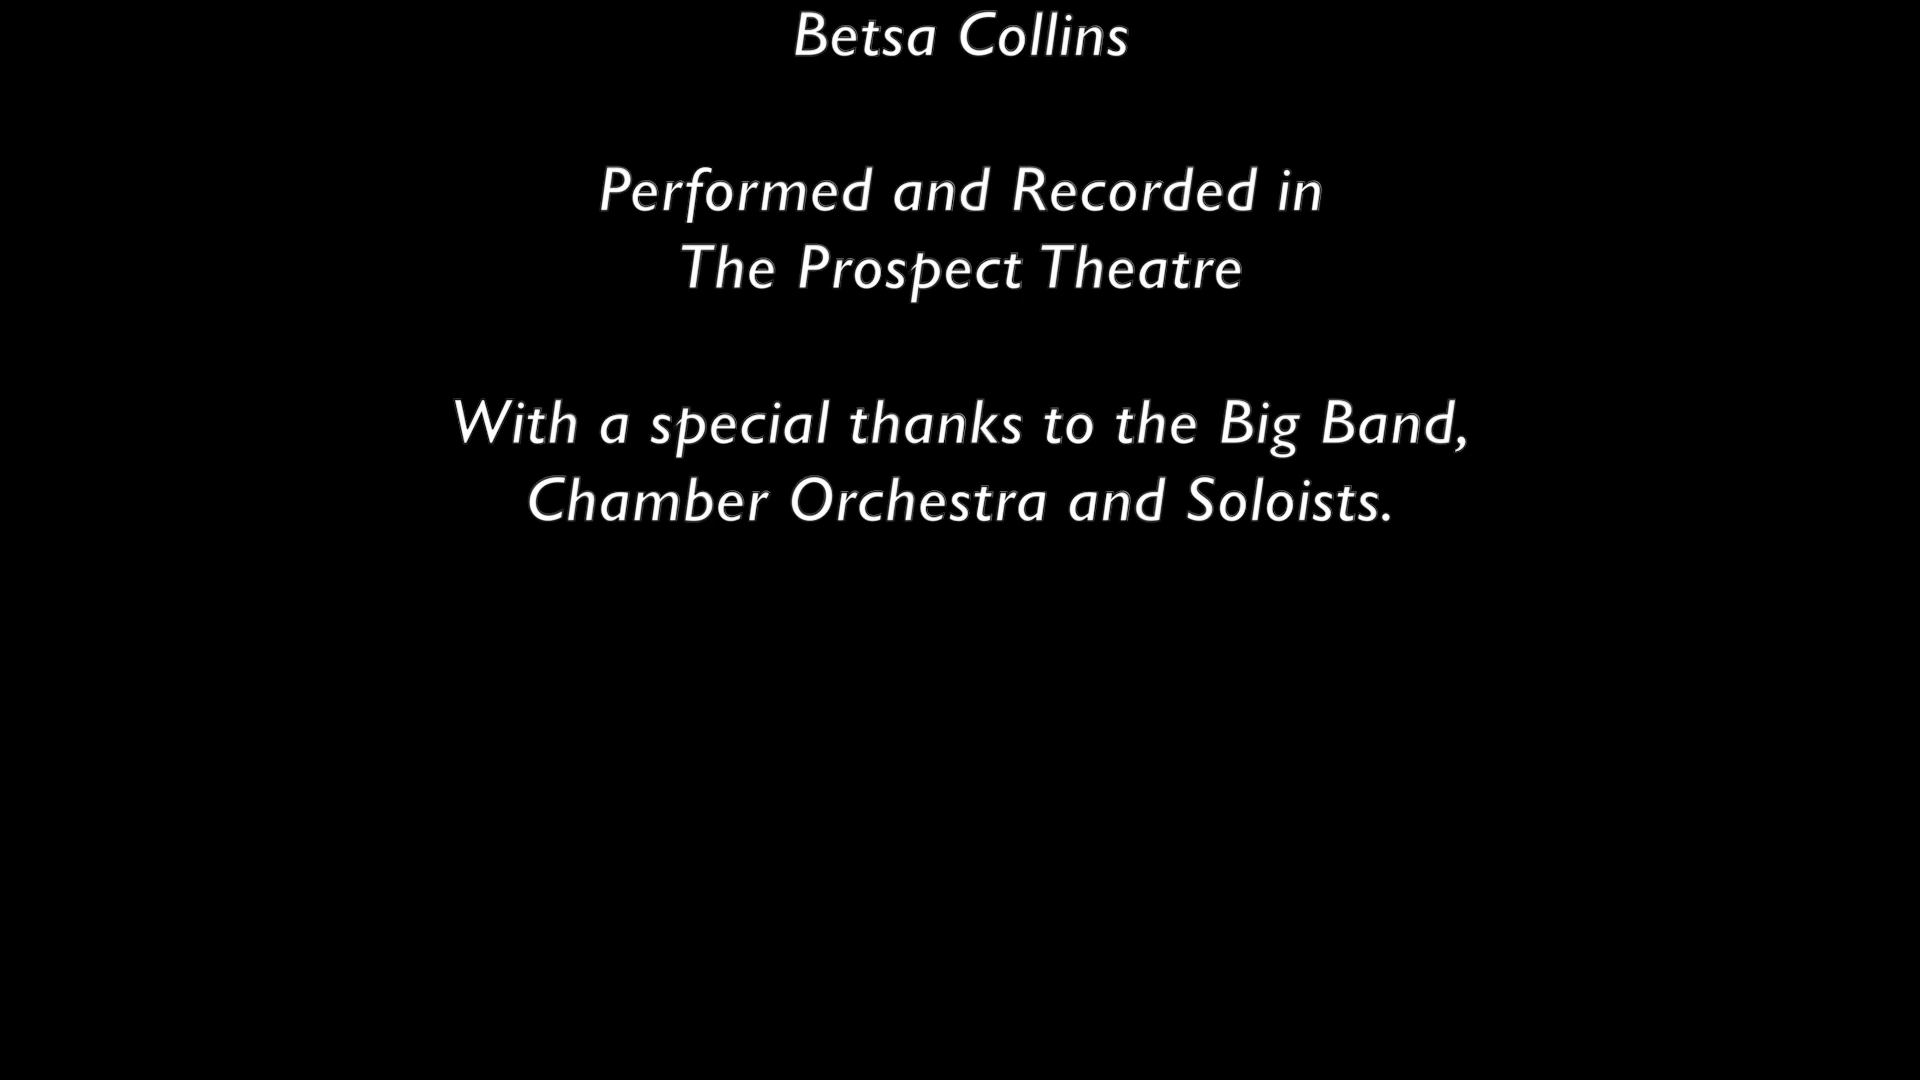 Betsa Collins
Performed and Recorded in
The Prospect Theatre
With a special thanks to the Big Band,
Chamber Orchestra and Soloists.